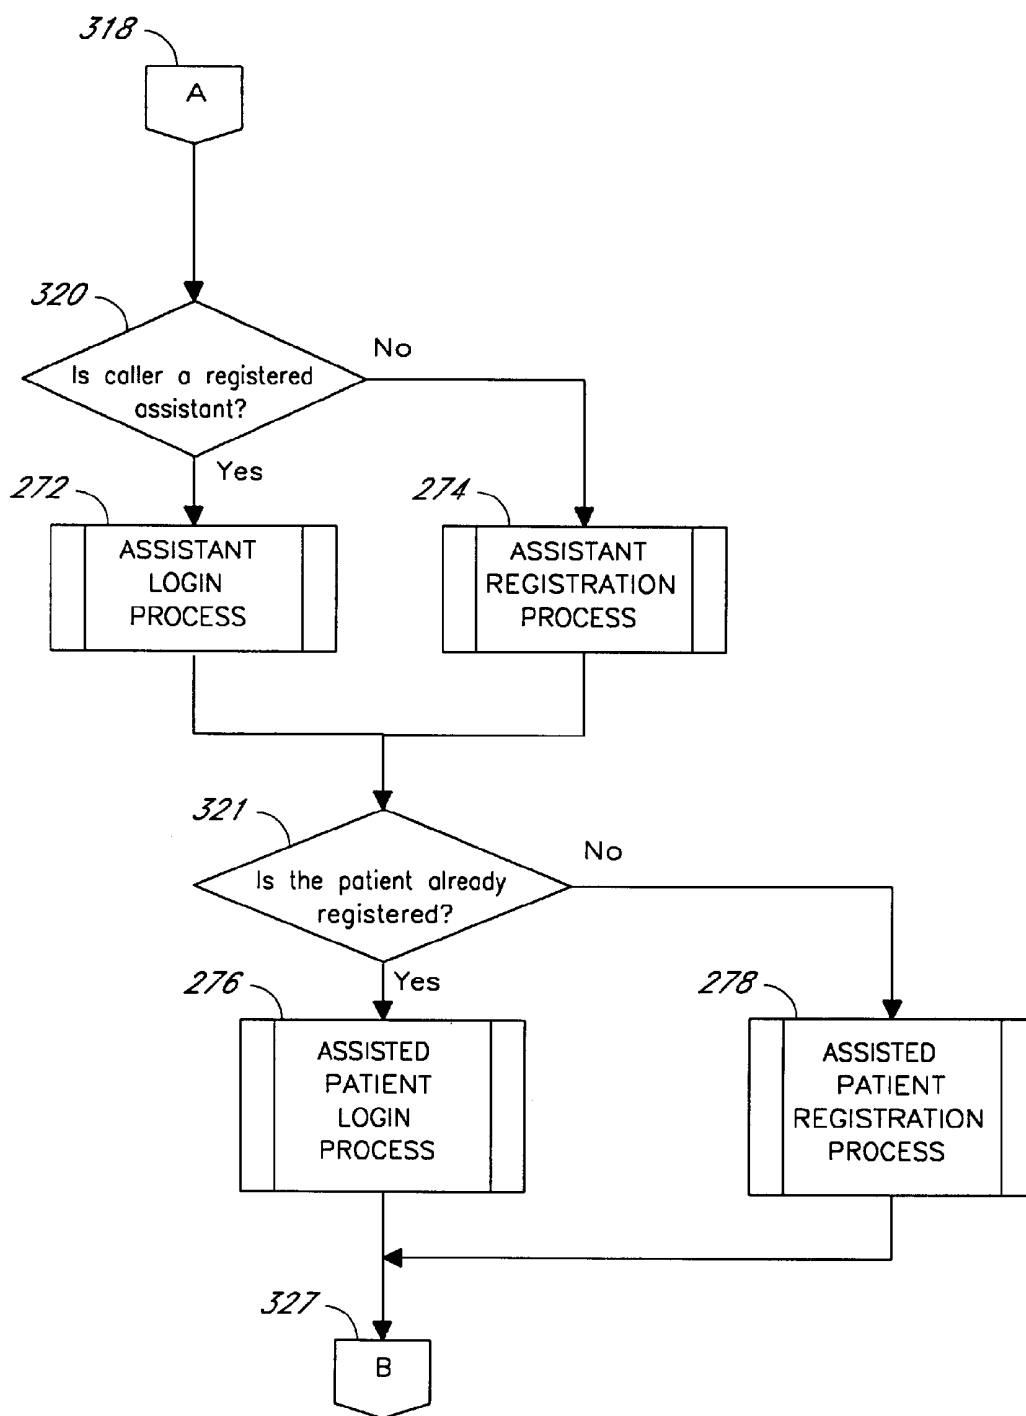 318
A
320
No
Is caller a registered
assistant?
Yes
272
274
ASSISTANT
LOGIN
PROCESS
ASSISTANT
REGISTRATION
PROCESS
321
No
Is the patient already
registered?
Yes
276
278
ASSISTED
PATIENT
LOGIN
PROCESS
ASSISTED
PATIENT
REGISTRATION
PROCESS
327
B